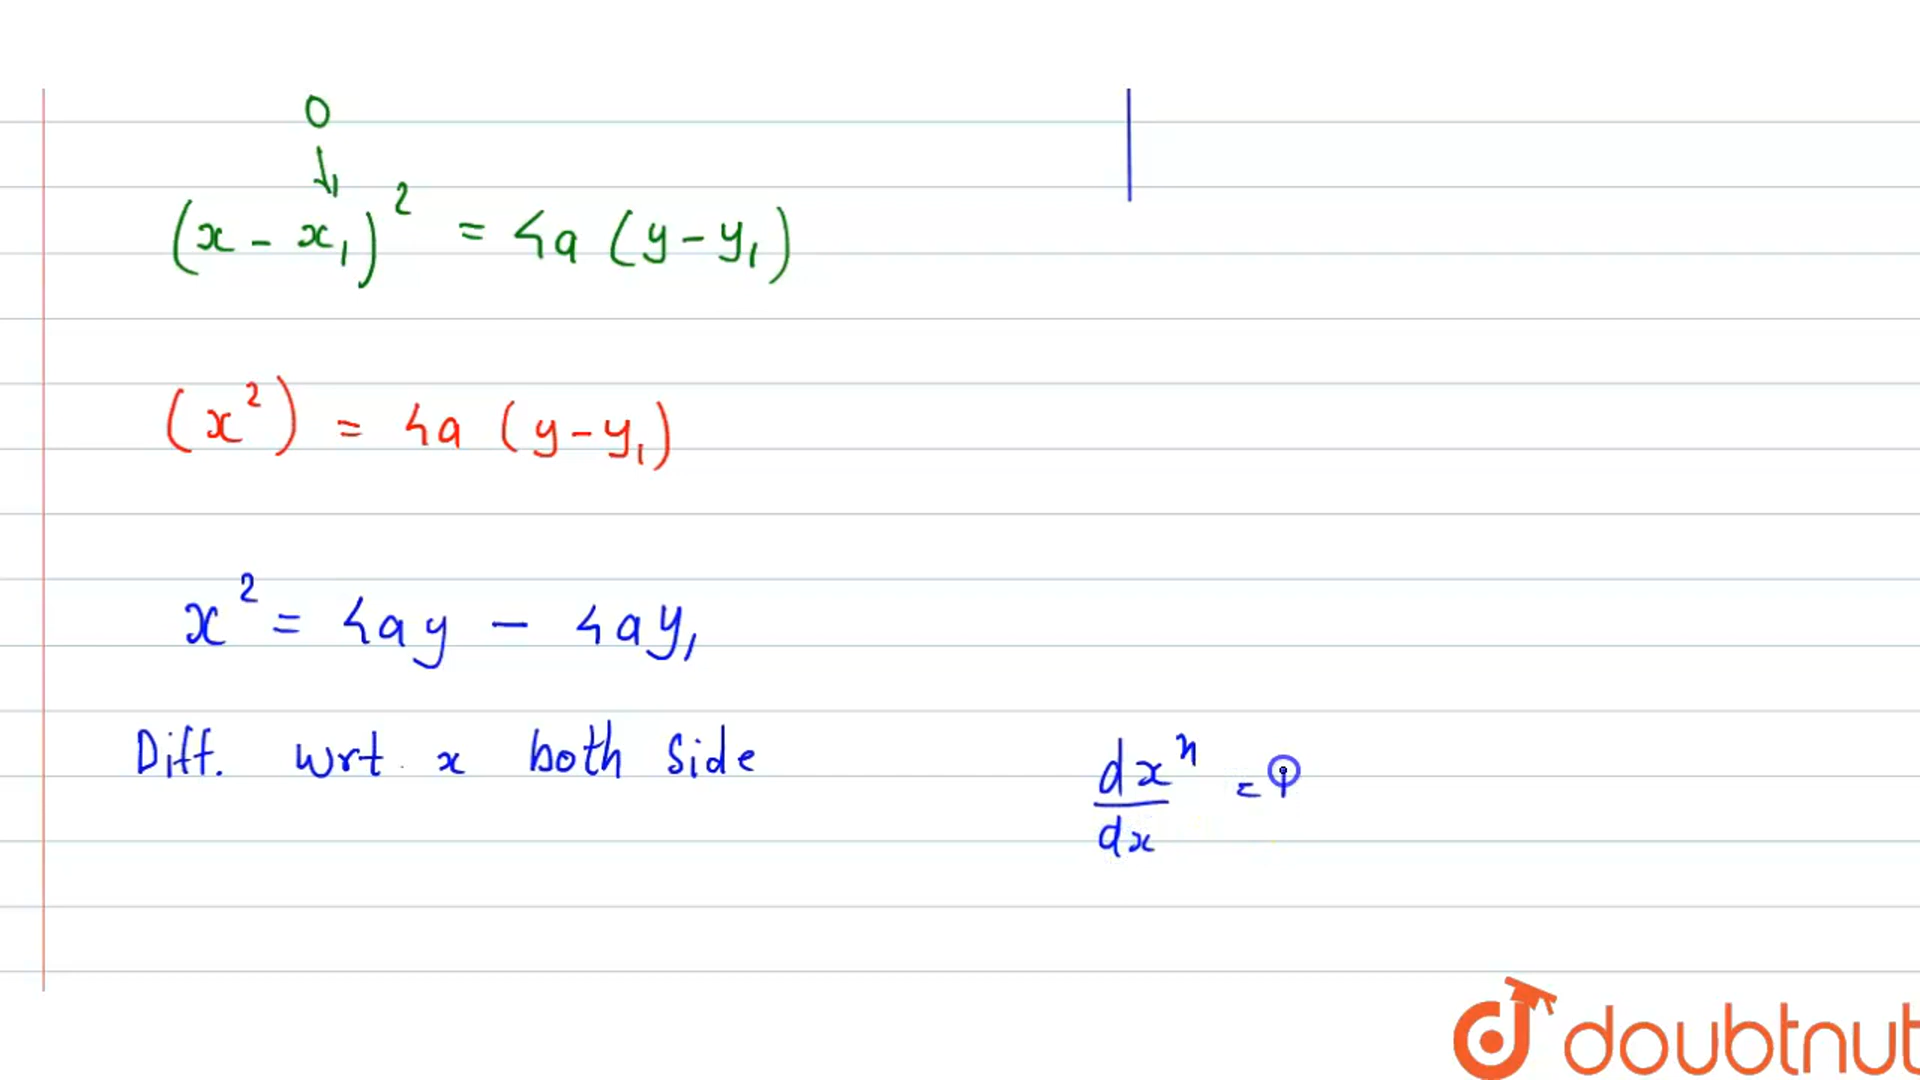 0
(x - x₁)² = 4a (y - y₁)
(x²) = 4a (y - y₁)
x² = 4ay - 4ay₁
Diff. wrt. x both side
dxⁿ/dx =
doubtnut